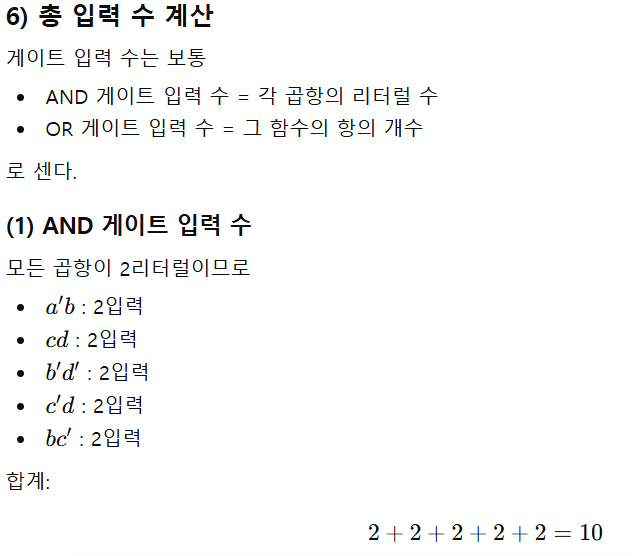 6) 총 입력 수 계산
게이트 입력 수는 보통
• AND 게이트 입력 수 = 각 곱항의 리터럴 수
• OR 게이트 입력 수 = 그 함수의 항의 개수
로 센다.
(1) AND 게이트 입력 수
모든 곱항이 2리터럴이므로
• a′b : 2입력
• cd : 2입력
• b′d′ : 2입력
• c′d : 2입력
• bc′ : 2입력
합계:
2 + 2 + 2 + 2 + 2 = 10